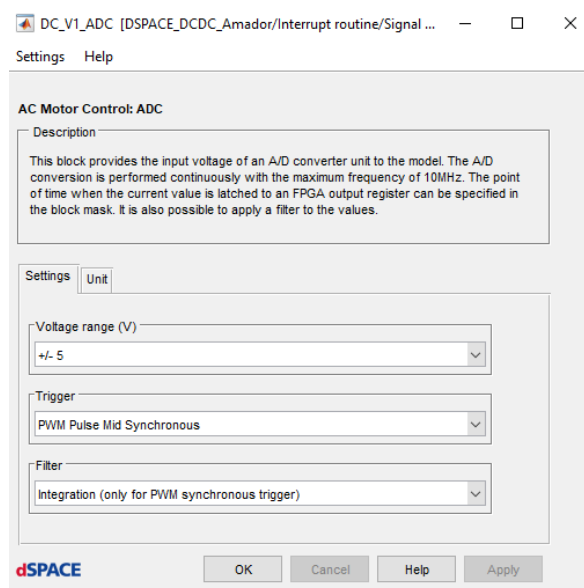 DC_V1_ADC [DSPACE_DCDC_Amador/Interrupt routine/Signal ...
Settings Help
AC Motor Control: ADC
Description
This block provides the input voltage of an A/D converter unit to the model. The A/D
conversion is performed continuously with the maximum frequency of 10MHz. The point
of time when the current value is latched to an FPGA output register can be specified in
the block mask. It is also possible to apply a filter to the values.
Settings Unit
Voltage range (V)
+/- 5
Trigger
PWM Pulse Mid Synchronous
Filter
Integration (only for PWM synchronous trigger)
dSPACE OK Cancel Help Apply